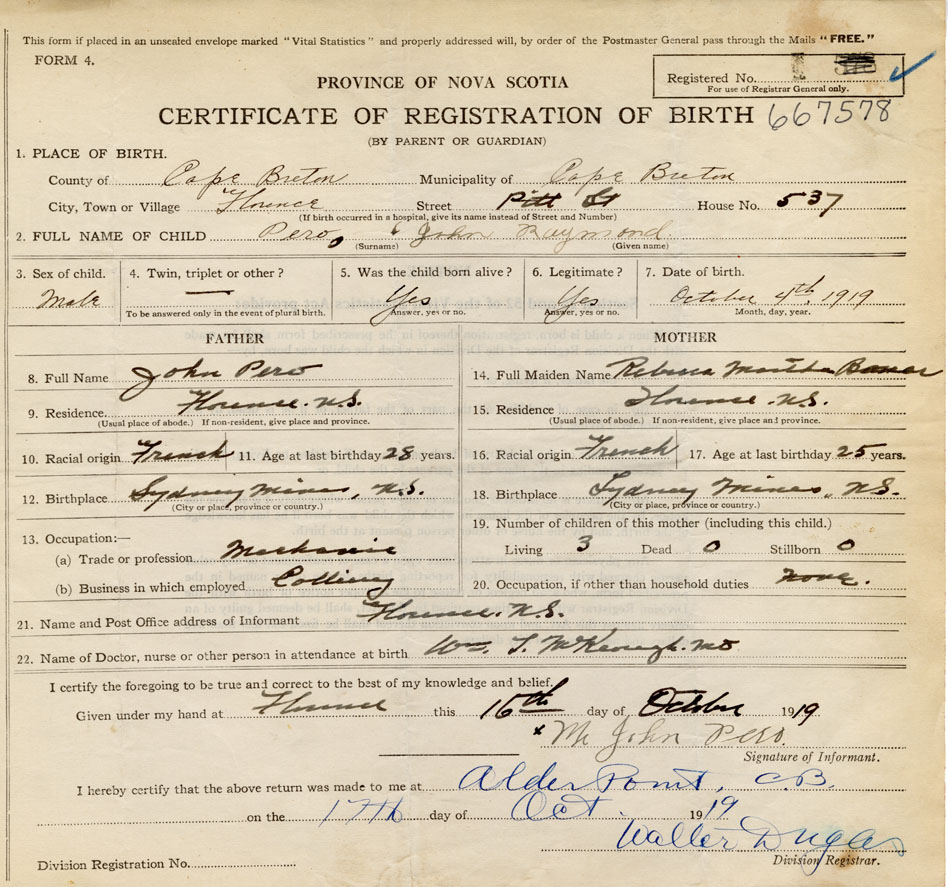 This form if placed in an unsealed envelope marked "Vital Statistics" and properly addressed will, by order of the Postmaster General pass through the Mails "FREE."
FORM 4.
PROVINCE OF NOVA SCOTIA
Registered No.
For use of Registrar General only.
CERTIFICATE OF REGISTRATION OF BIRTH 667578
(BY PARENT OR GUARDIAN)
1. PLACE OF BIRTH.
County of Cape Breton Municipality of Cape Breton
City, Town or Village Florence Street Pitt St House No. 537
(If birth occurred in a hospital, give its name instead of Street and Number)
2. FULL NAME OF CHILD Pero, John Raymond
(Surname) (Given name)
3. Sex of child. 4. Twin, triplet or other? 5. Was the child born alive? 6. Legitimate? 7. Date of birth.
Male — Yes Yes October 4th, 1919
To be answered only in the event of plural birth. Answer, yes or no. Answer, yes or no. Month, day, year.
FATHER MOTHER
8. Full Name John Pero 14. Full Maiden Name Rebecca Martha
9. Residence Florence. N.S. 15. Residence Florence. N.S.
(Usual place of abode.) If non-resident, give place and province. (Usual place of abode.) If non-resident, give place and province.
10. Racial origin French 11. Age at last birthday 28 years. 16. Racial origin French 17. Age at last birthday 25 years.
12. Birthplace Sydney Mines, N.S. 18. Birthplace Sydney Mines, N.S.
(City or place, province or country.) (City or place, province or country.)
13. Occupation:— 19. Number of children of this mother (including this child.)
(a) Trade or profession Mechanic Living 3 Dead 0 Stillborn 0
(b) Business in which employed Colliery 20. Occupation, if other than household duties none.
21. Name and Post Office address of Informant Florence. N.S.
22. Name of Doctor, nurse or other person in attendance at birth Wm. T. McKeough. MD
I certify the foregoing to be true and correct to the best of my knowledge and belief.
Given under my hand at Florence this 16th day of October 1919
x Mr John Pero.
Signature of Informant.
I hereby certify that the above return was made to me at Alder Point, C.B.
on the 17th day of Oct. 1919
Walter Dugas
Division Registrar.
Division Registration No.